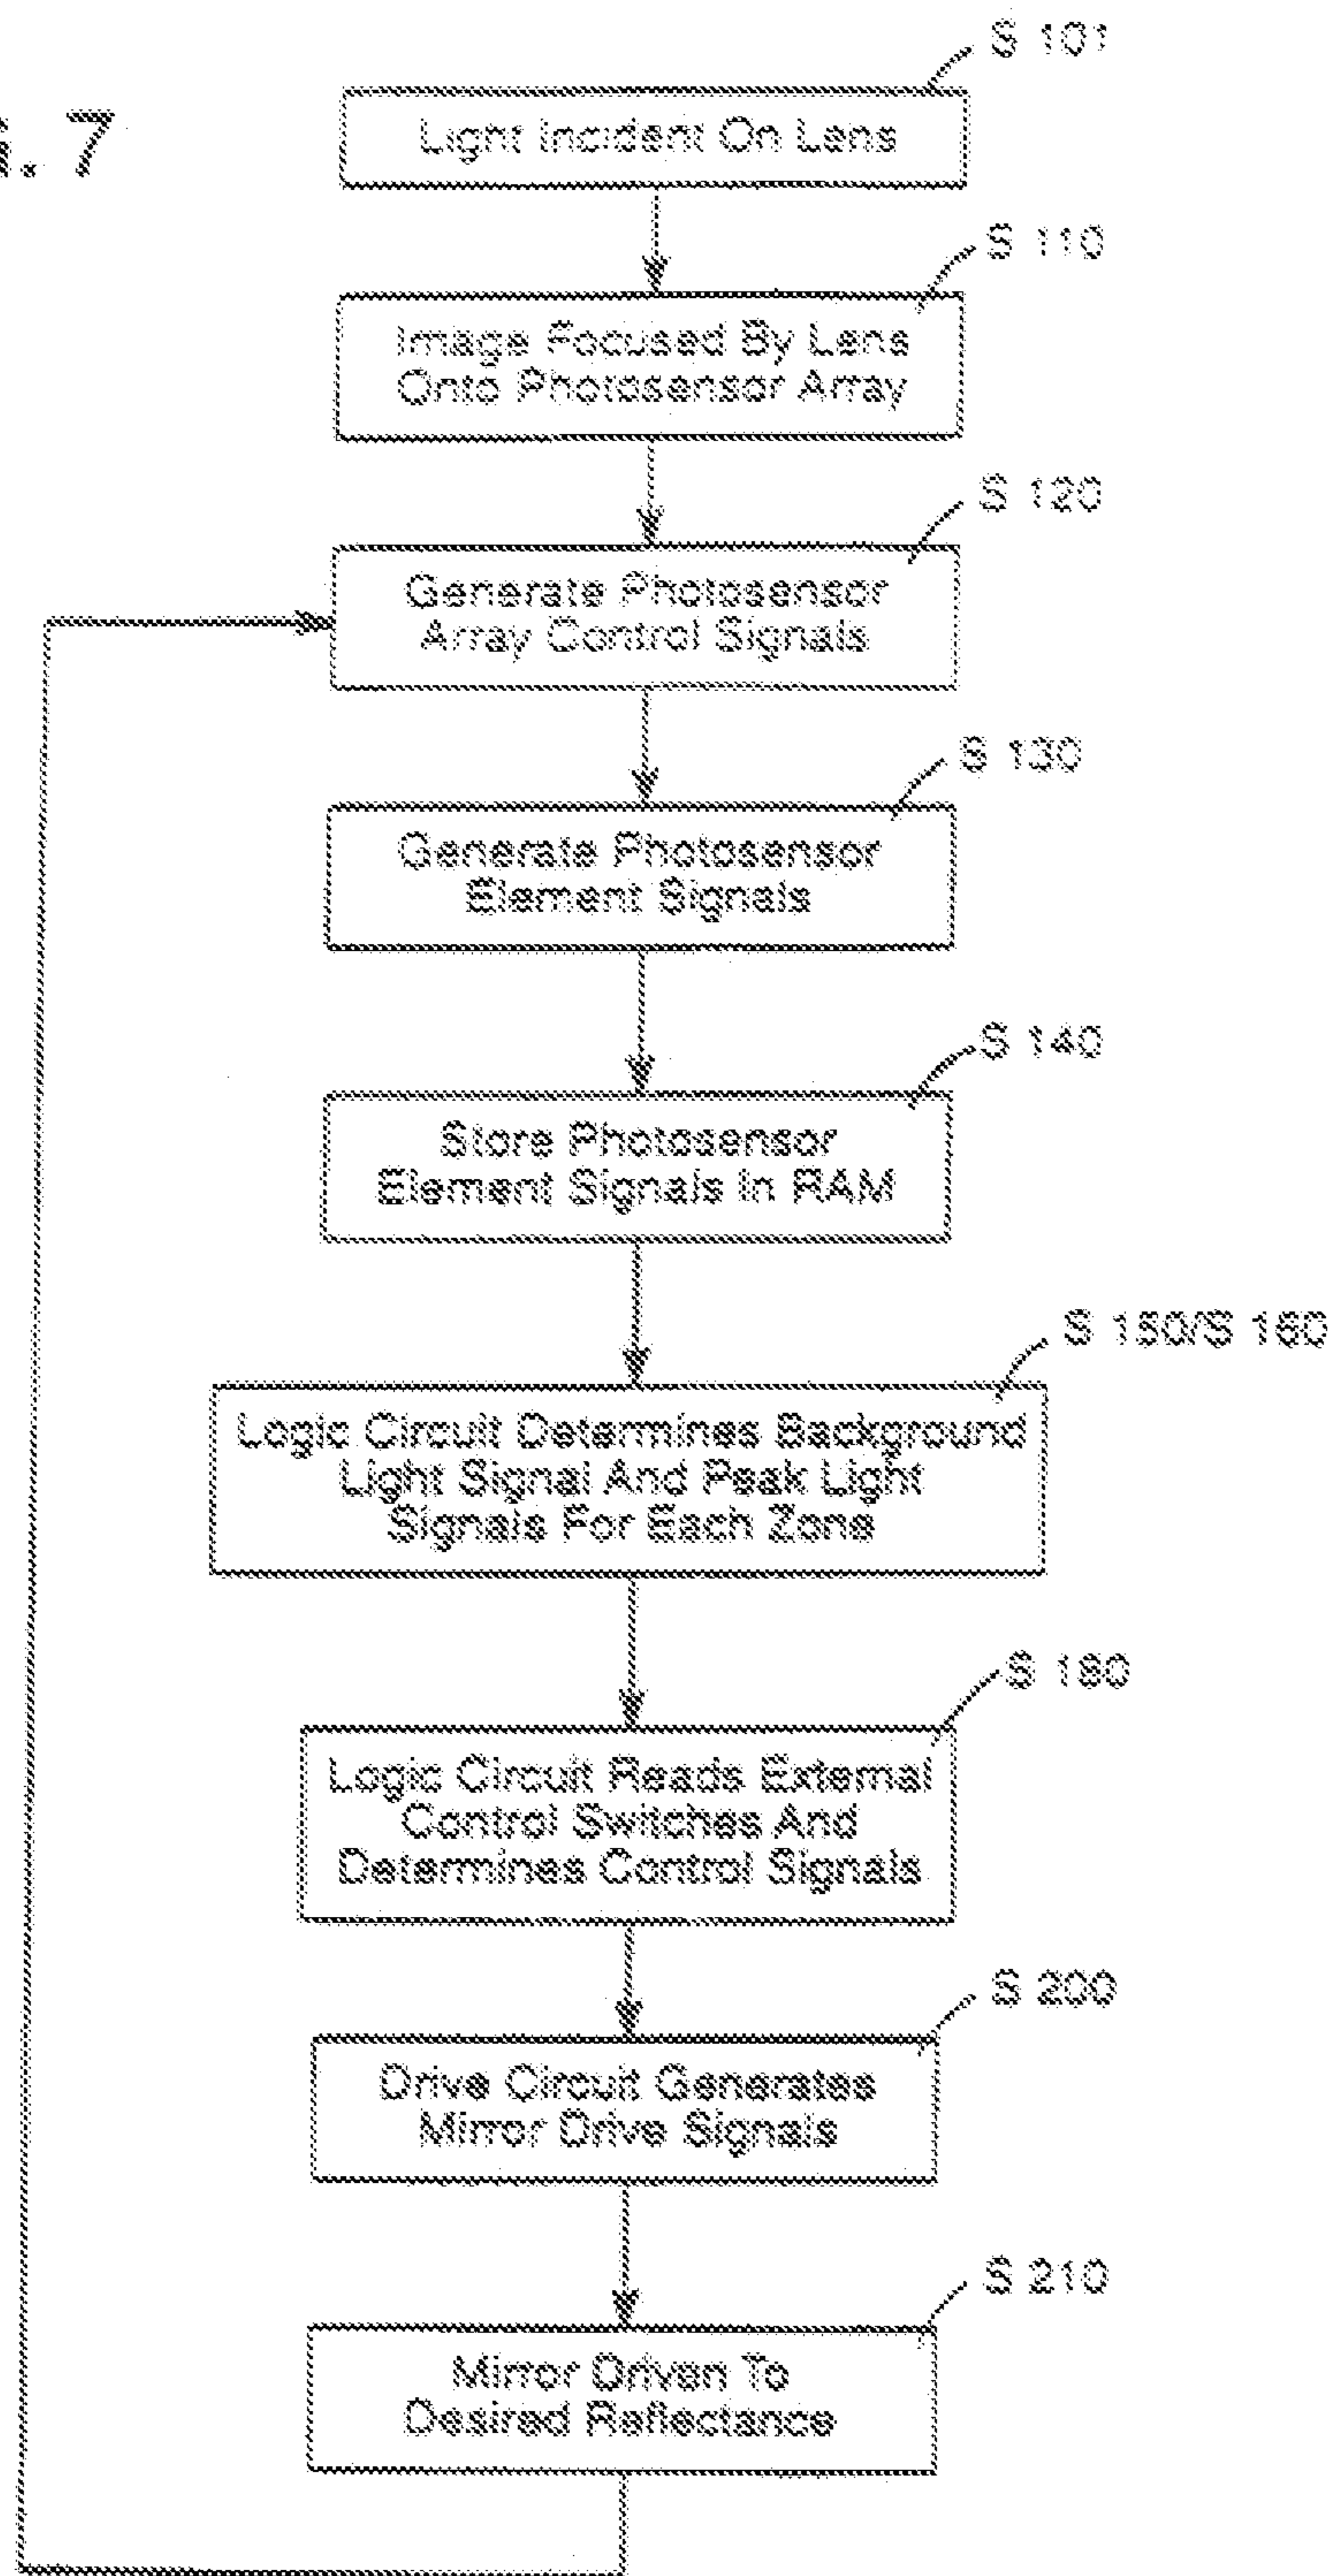 . 7
S 101
Light Incident On Lens
S 110
Image Focused By Lens
Onto Photosensor Array
S 120
Generate Photosensor
Array Control Signals
S 130
Generate Photosensor
Element Signals
S 140
Store Photosensor
Element Signals In RAM
S 150/S 160
Logic Circuit Determines Background
Light Signal And Peak Light
Signals For Each Zone
S 180
Logic Circuit Reads External
Control Switches And
Determines Control Signals
S 200
Drive Circuit Generates
Mirror Drive Signals
S 210
Mirror Driven To
Desired Reflectance